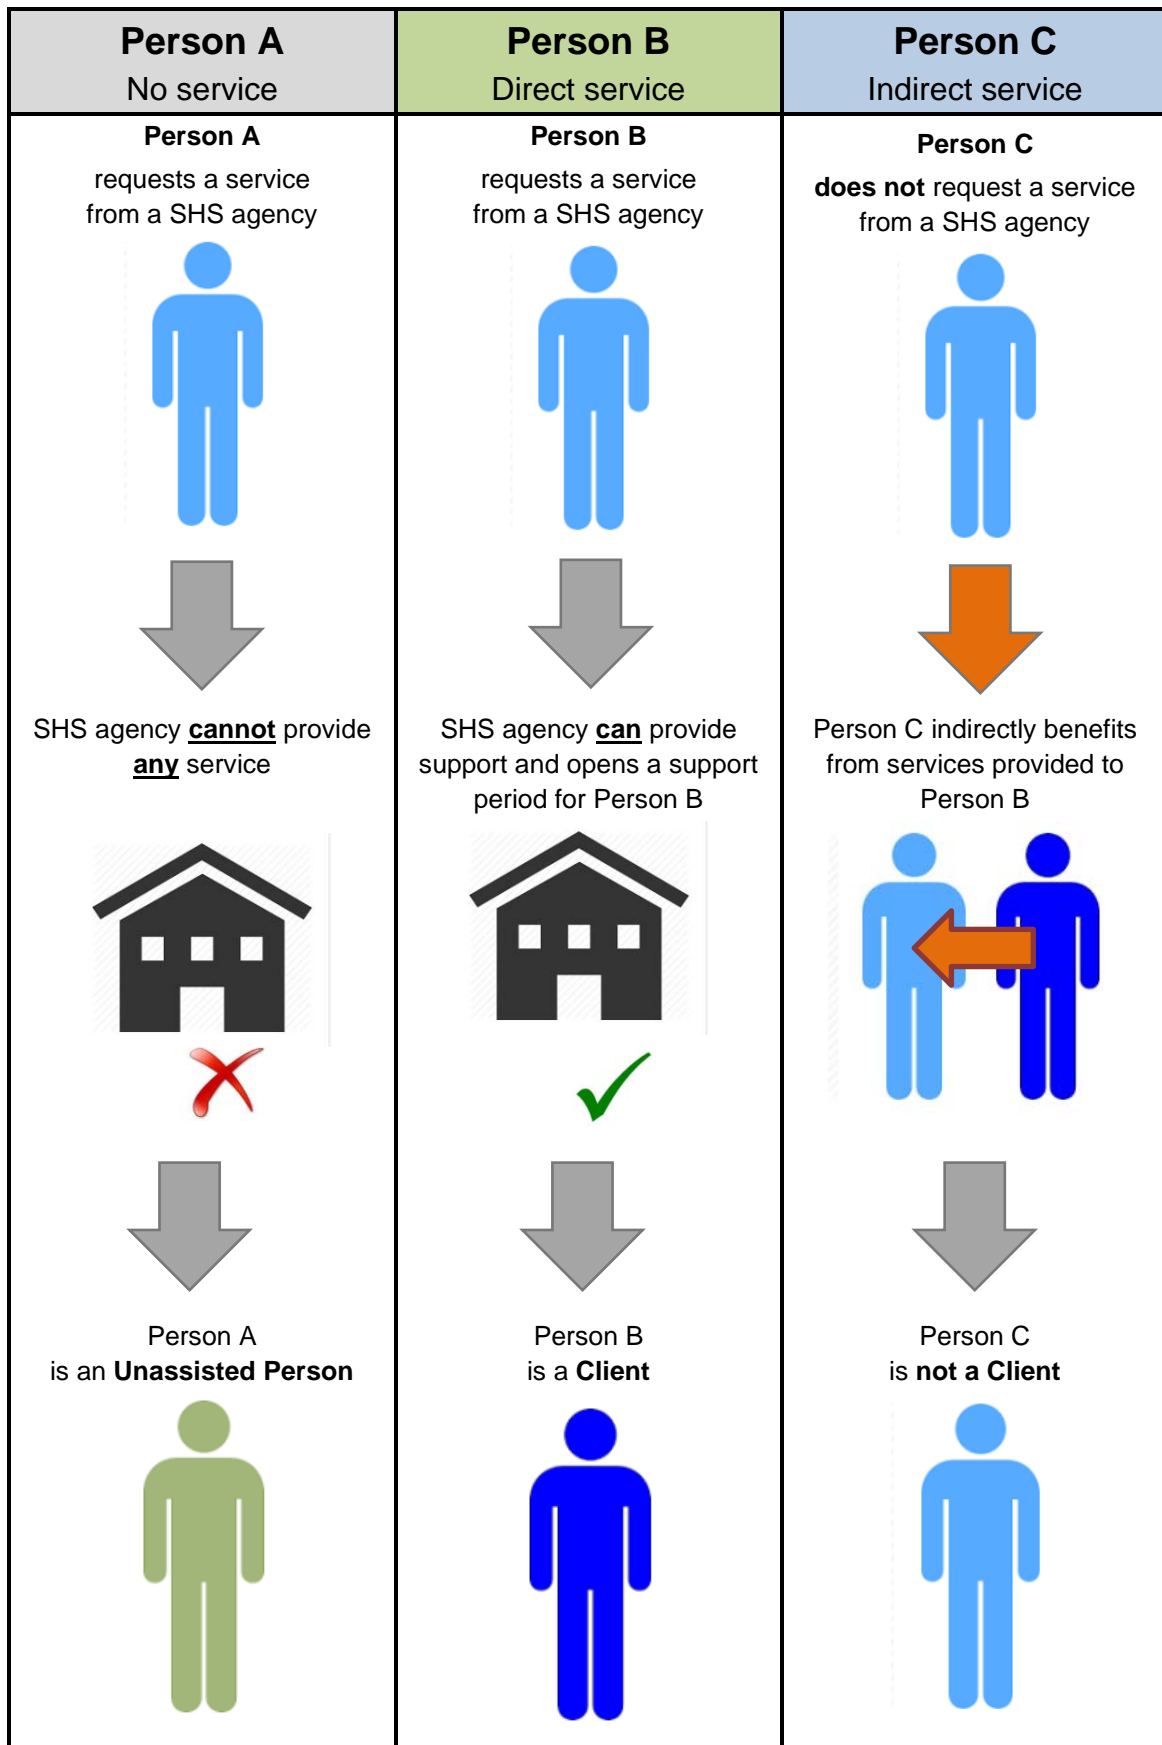 Person A
No service
Person B
Direct service
Person C
Indirect service
Person A
requests a service
from a SHS agency
SHS agency cannot provide
any service
Person A
is an Unassisted Person
Person B
requests a service
from a SHS agency
SHS agency can provide
support and opens a support
period for Person B
Person B
is a Client
Person C
does not request a service
from a SHS agency
Person C indirectly benefits
from services provided to
Person B
Person C
is not a Client